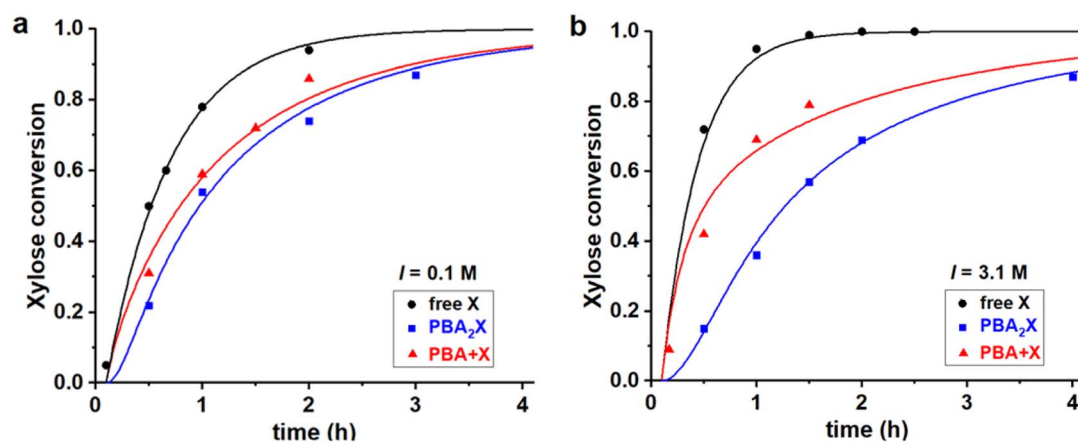 a
1.0
0.8
0.6
0.4
0.2
0.0
Xylose conversion
0 1 2 3 4
time (h)
I = 0.1 M
free X
PBA₂X
PBA+X
b
1.0
0.8
0.6
0.4
0.2
0.0
Xylose conversion
0 1 2 3 4
time (h)
I = 3.1 M
free X
PBA₂X
PBA+X